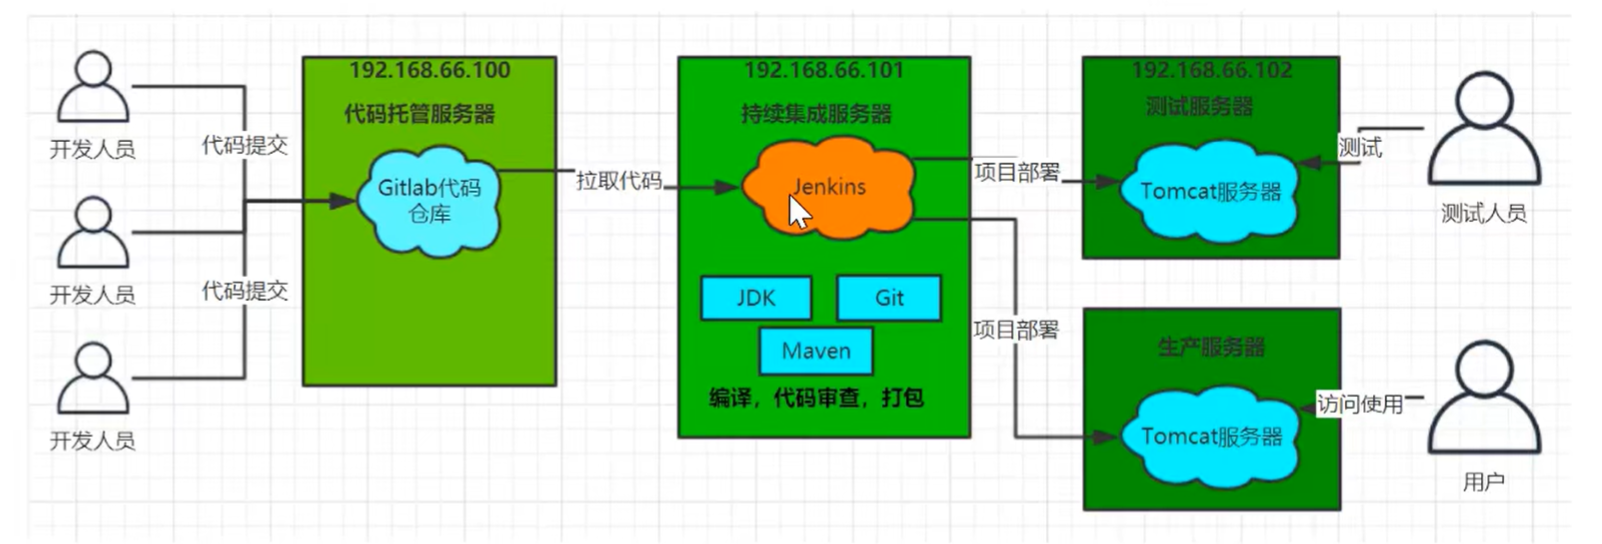 开发人员
开发人员
开发人员
代码提交
代码提交
192.168.66.100
代码托管服务器
Gitlab代码
仓库
拉取代码
192.168.66.101
持续集成服务器
Jenkins
JDK
Git
Maven
编译，代码审查，打包
项目部署
项目部署
192.168.66.102
测试服务器
Tomcat服务器
测试
测试人员
生产服务器
Tomcat服务器
访问使用
用户